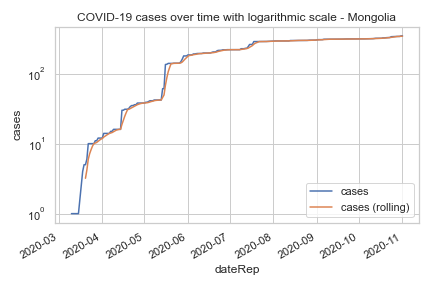 COVID-19 cases over time with logarithmic scale - Mongolia
cases
10²
10¹
10⁰
cases
cases (rolling)
2020-03
2020-04
2020-05
2020-06
2020-07
2020-08
2020-09
2020-10
2020-11
dateRep